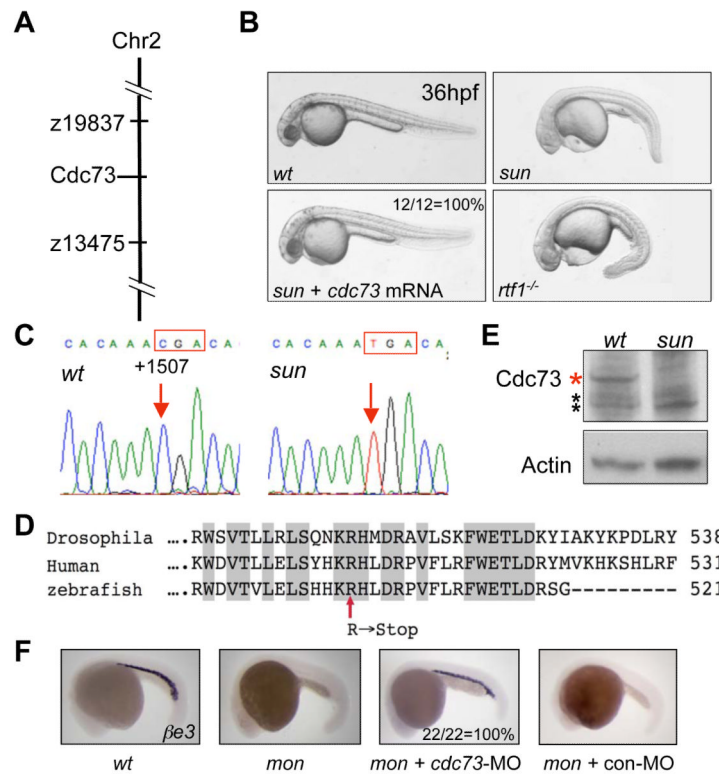 A
Chr2
z19837
Cdc73
z13475
B
36hpf
wt
sun
12/12=100%
sun + cdc73 mRNA
rtf1-/-
C
C A C A A A C G A C A
+1507
wt
C A C A A A T G A C A
sun
E
wt sun
Cdc73 *
*
*
Actin
D
Drosophila ....RWSVTLLRLSQNKRHMDRAVLSKFWETLDKYIAKYKPDLRY 538
Human ....KWDVTLLELSYHKRHLDRPVFLRFWETLDRYMVKHKSHLRF 531
zebrafish ....RWDVTVLELSHHKRHLDRPVFLRFWETLDRSG---------- 521
R→Stop
F
βe3
22/22=100%
wt
mon
mon + cdc73-MO
mon + con-MO